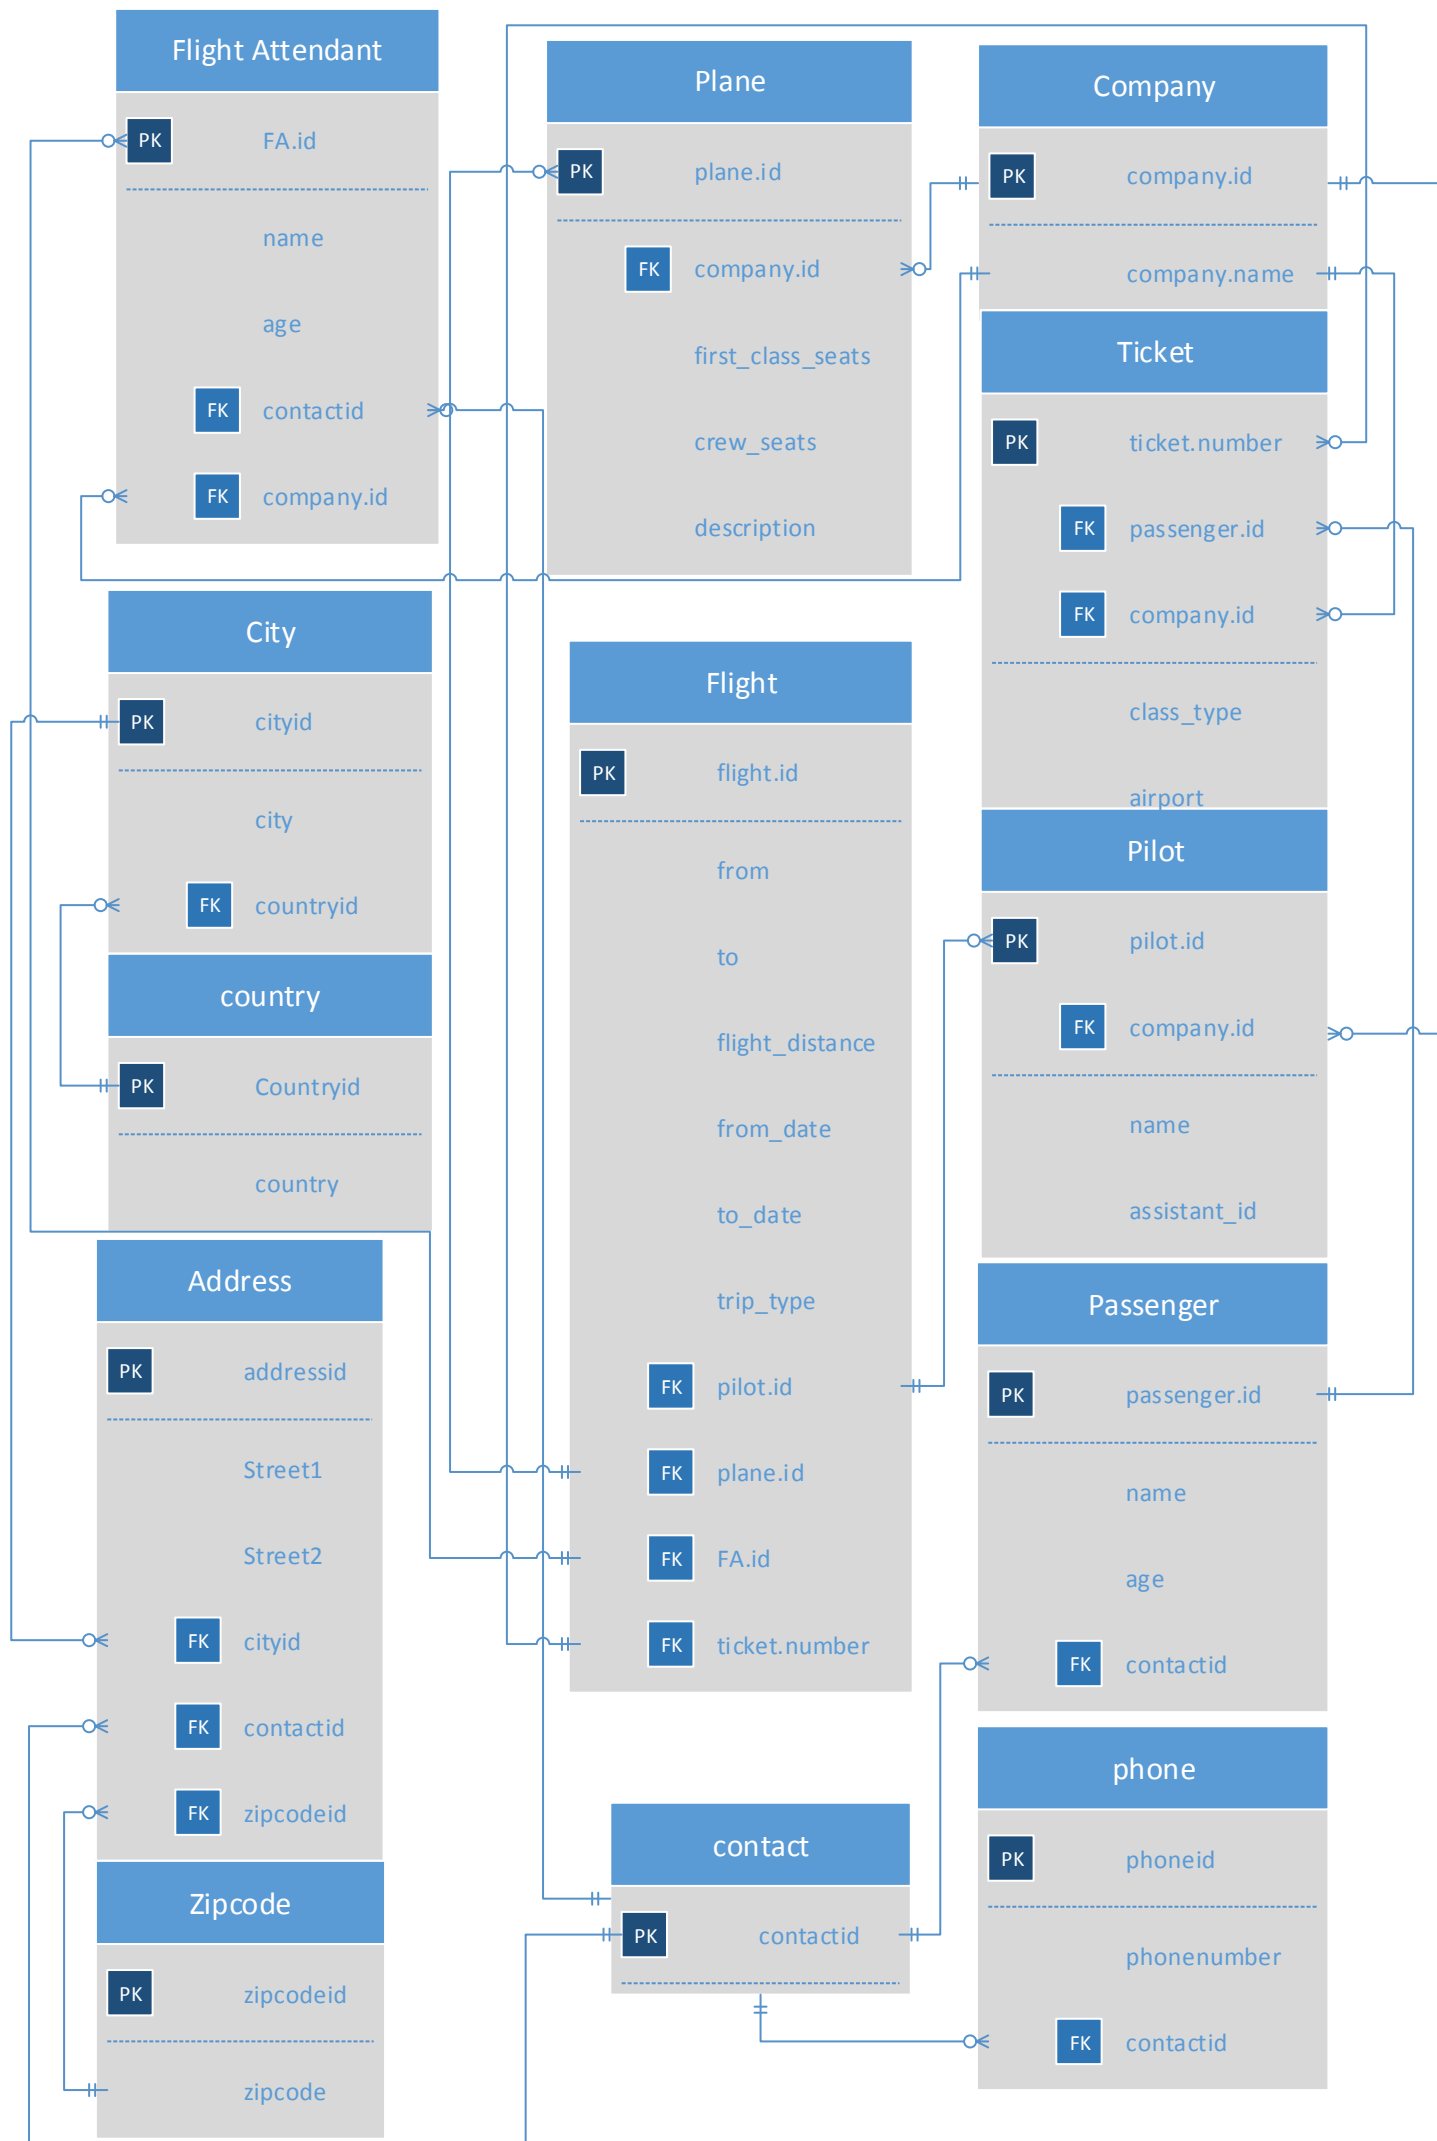 Flight Attendant
PK FA.id
name
age
FK contactid
FK company.id
Plane
PK plane.id
FK company.id
first_class_seats
crew_seats
description
Company
PK company.id
company.name
Ticket
PK ticket.number
FK passenger.id
FK company.id
class_type
airport
City
PK cityid
city
FK countryid
country
PK Countryid
country
Flight
PK flight.id
from
to
flight_distance
from_date
to_date
trip_type
FK pilot.id
FK plane.id
FK FA.id
FK ticket.number
Pilot
PK pilot.id
FK company.id
name
assistant_id
Address
PK addressid
Street1
Street2
FK cityid
FK contactid
FK zipcodeid
Passenger
PK passenger.id
name
age
FK contactid
Zipcode
PK zipcodeid
zipcode
contact
PK contactid
phone
PK phoneid
phonenumber
FK contactid